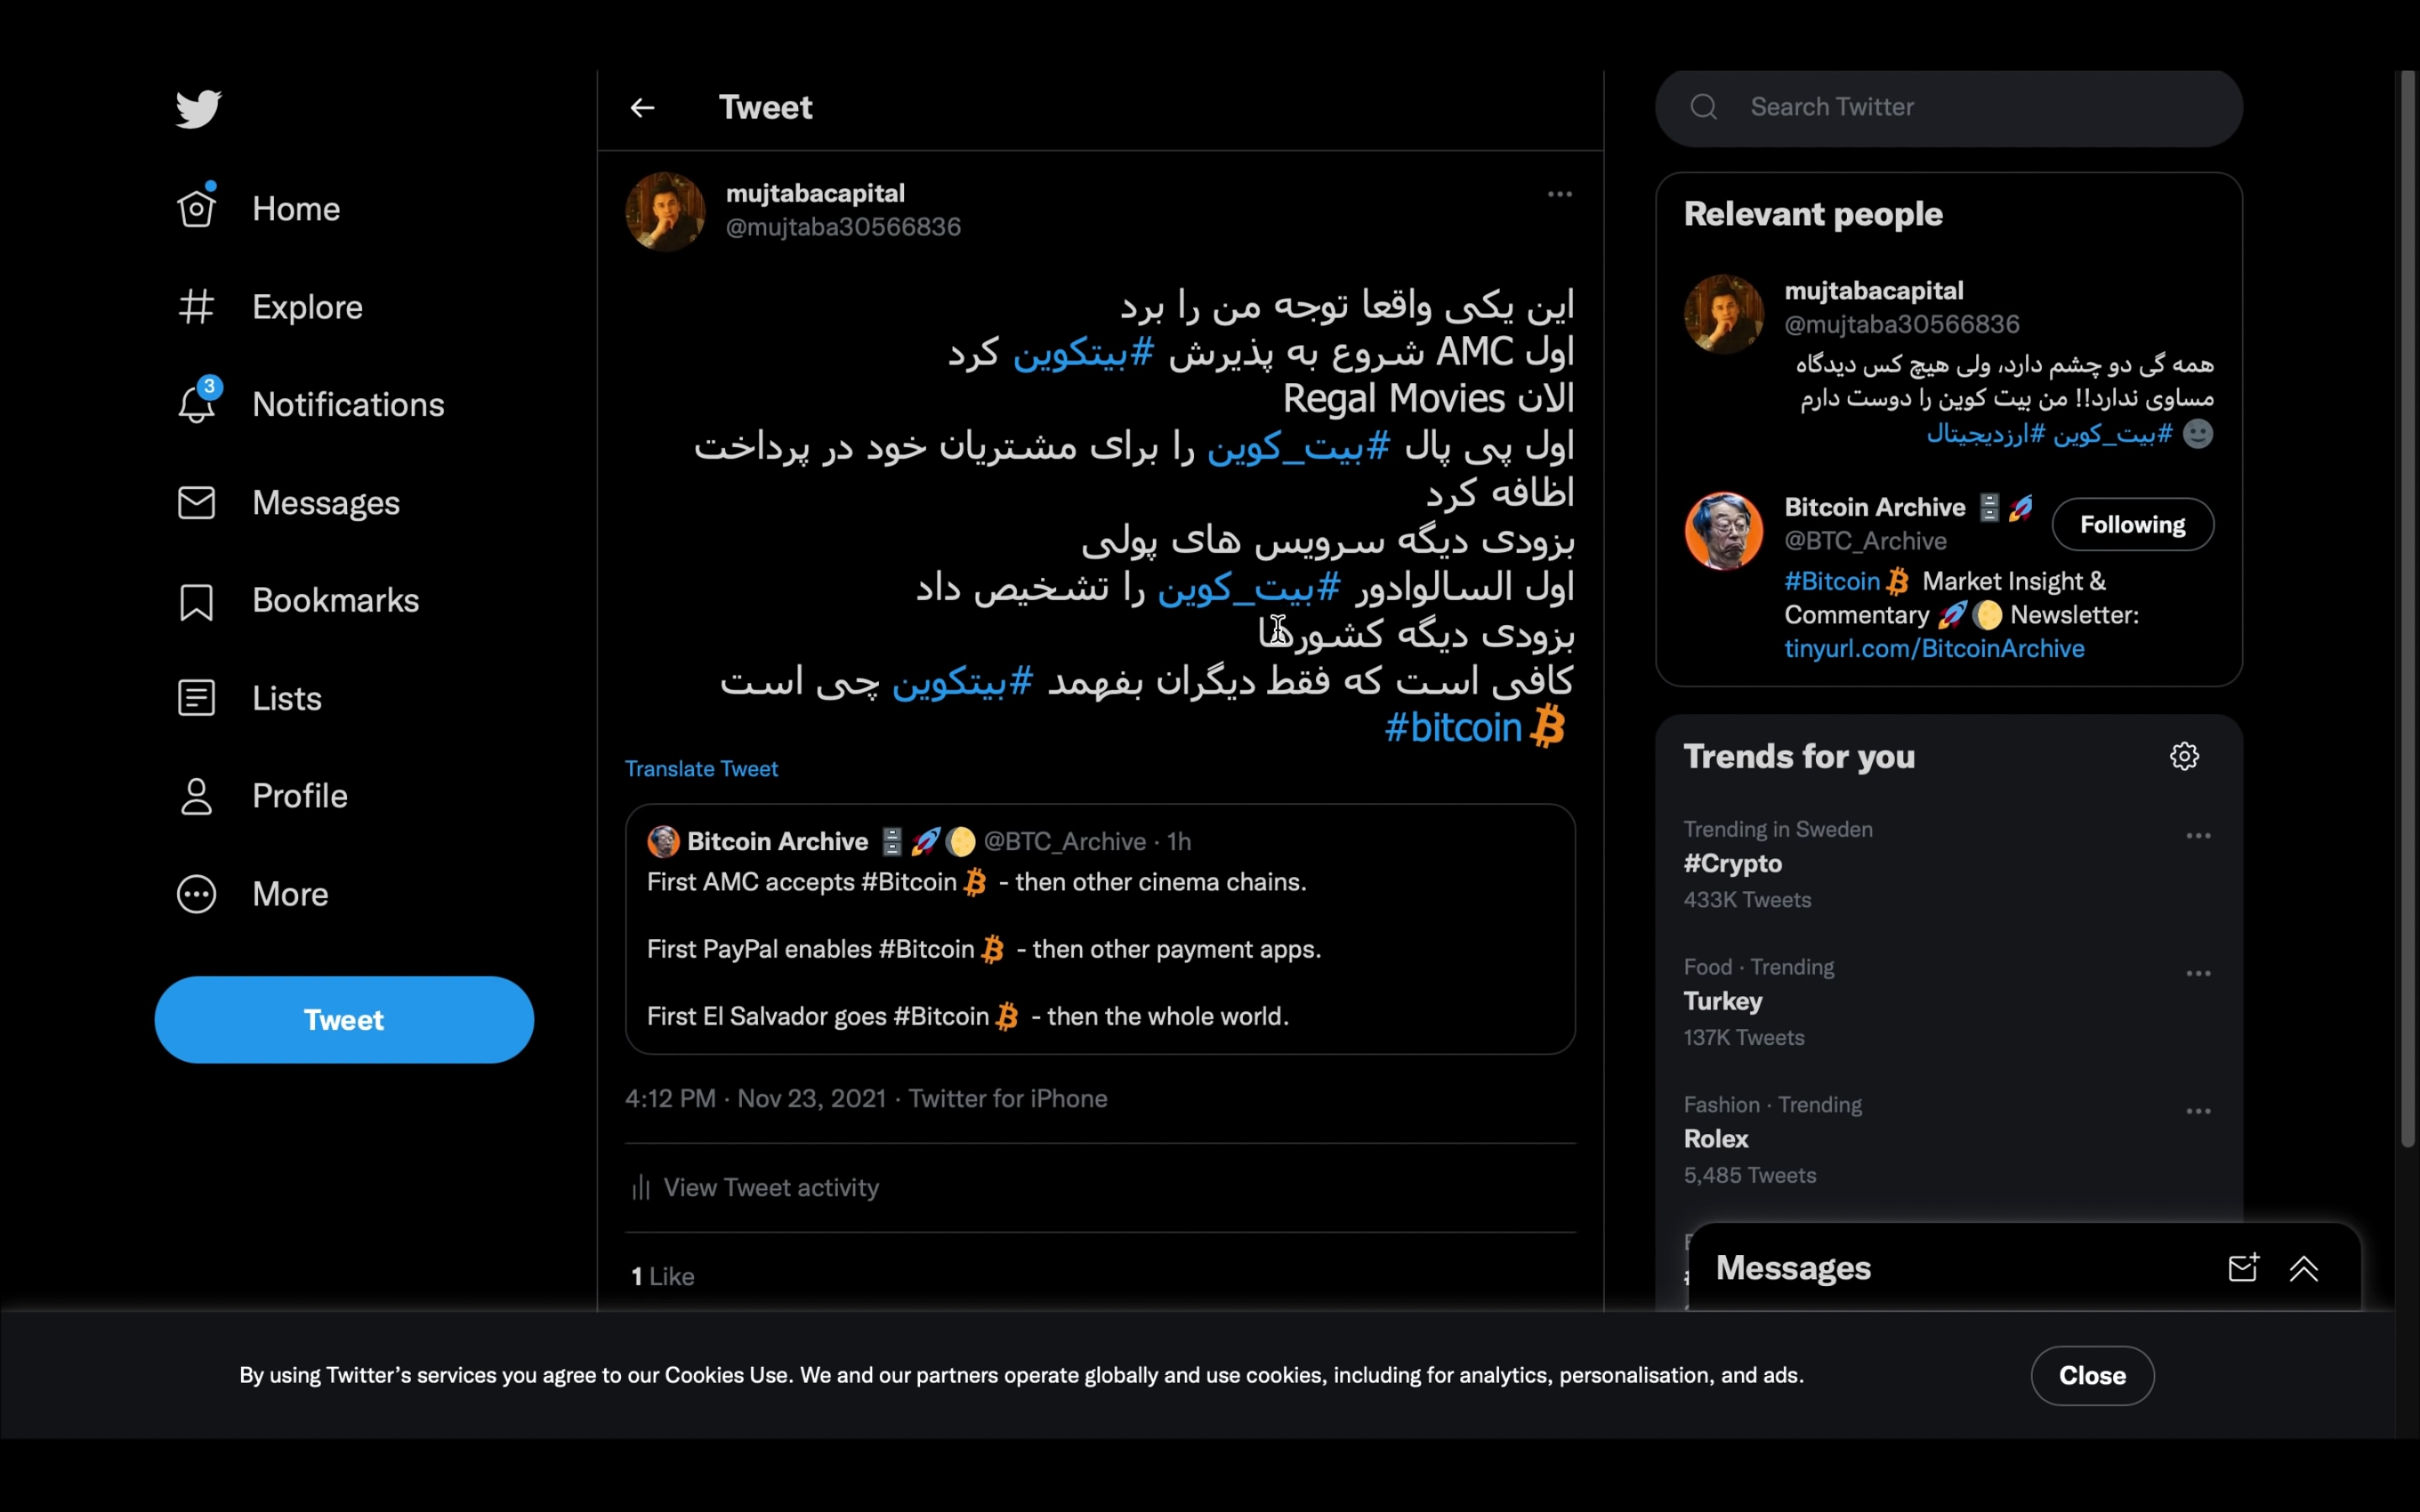 Home
Explore
3
Notifications
Messages
Bookmarks
Lists
Profile
More
Tweet
Tweet
mujtabacapital
@mujtaba30566836
این یکی واقعا توجه من را برد
اول AMC شروع به پذیرش #بیتکوین کرد
الان Regal Movies
اول پی پال #بیت_کوین را برای مشتریان خود در پرداخت
اظافه کرد
بزودی دیگه سرویس های پولی
اول السالوادور #بیت_کوین را تشخیص داد
بزودی دیگه کشورها
کافی است که فقط دیگران بفهمد #بیتکوین چی است
#bitcoin
Translate Tweet
Bitcoin Archive 🗄️🚀🌔 @BTC_Archive · 1h
First AMC accepts #Bitcoin - then other cinema chains.
First PayPal enables #Bitcoin - then other payment apps.
First El Salvador goes #Bitcoin - then the whole world.
4:12 PM · Nov 23, 2021 · Twitter for iPhone
View Tweet activity
1 Like
Search Twitter
Relevant people
mujtabacapital
@mujtaba30566836
همه گی دو چشم دارد، ولی هیچ کس دیدگاه
مساوی ندارد!! من بیت کوین را دوست دارم
🌚 #بیت_کوین #ارزدیجیتال
Bitcoin Archive 🗄️🚀
@BTC_Archive
Following
#Bitcoin Market Insight &
Commentary 🚀🌔 Newsletter:
tinyurl.com/BitcoinArchive
Trends for you
Trending in Sweden
#Crypto
433K Tweets
Food · Trending
Turkey
137K Tweets
Fashion · Trending
Rolex
5,485 Tweets
Messages
By using Twitter’s services you agree to our Cookies Use. We and our partners operate globally and use cookies, including for analytics, personalisation, and ads.
Close